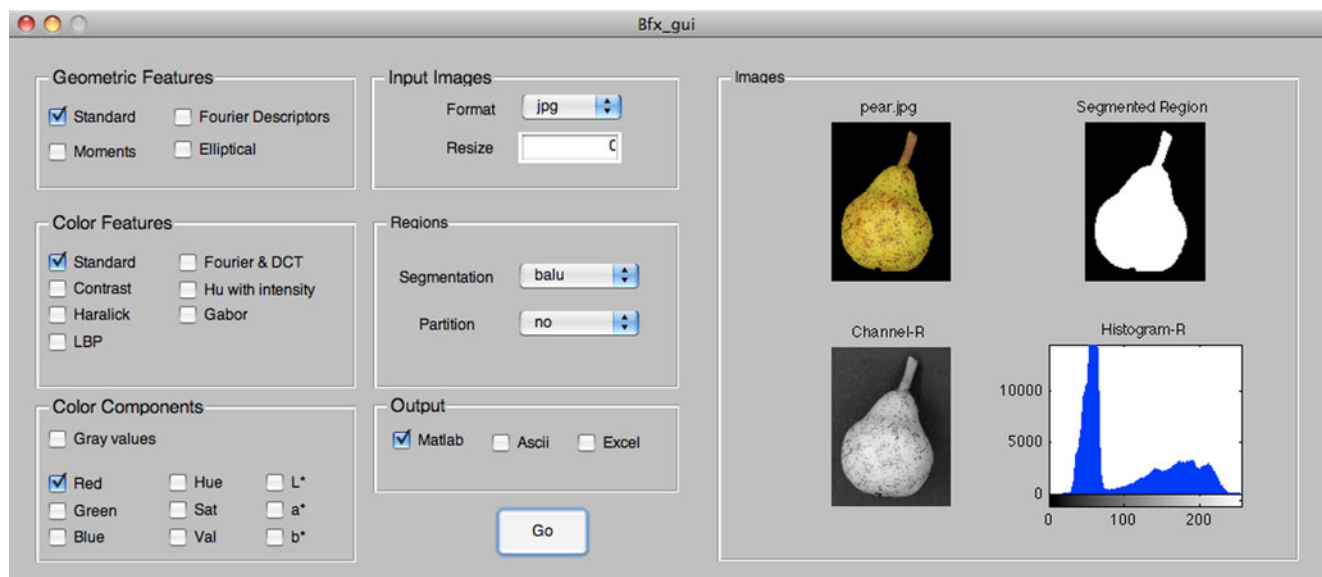 Bfx_gui
Geometric Features
Standard
Fourier Descriptors
Moments
Elliptical
Color Features
Standard
Fourier & DCT
Contrast
Hu with intensity
Haralick
Gabor
LBP
Color Components
Gray values
Red
Hue
L*
Green
Sat
a*
Blue
Val
b*
Input Images
Format
jpg
Resize
0
Regions
Segmentation
balu
Partition
no
Output
Matlab
Ascii
Excel
Go
Images
pear.jpg
Segmented Region
Channel-R
Histogram-R
10000
5000
0
0
100
200